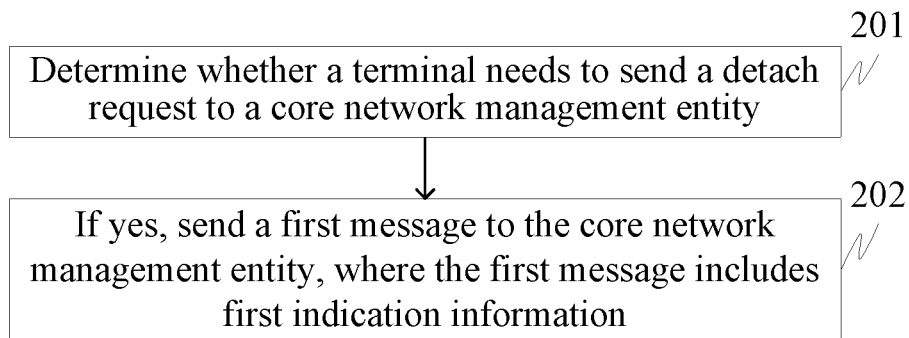 201
Determine whether a terminal needs to send a detach
request to a core network management entity
202
If yes, send a first message to the core network
management entity, where the first message includes
first indication information